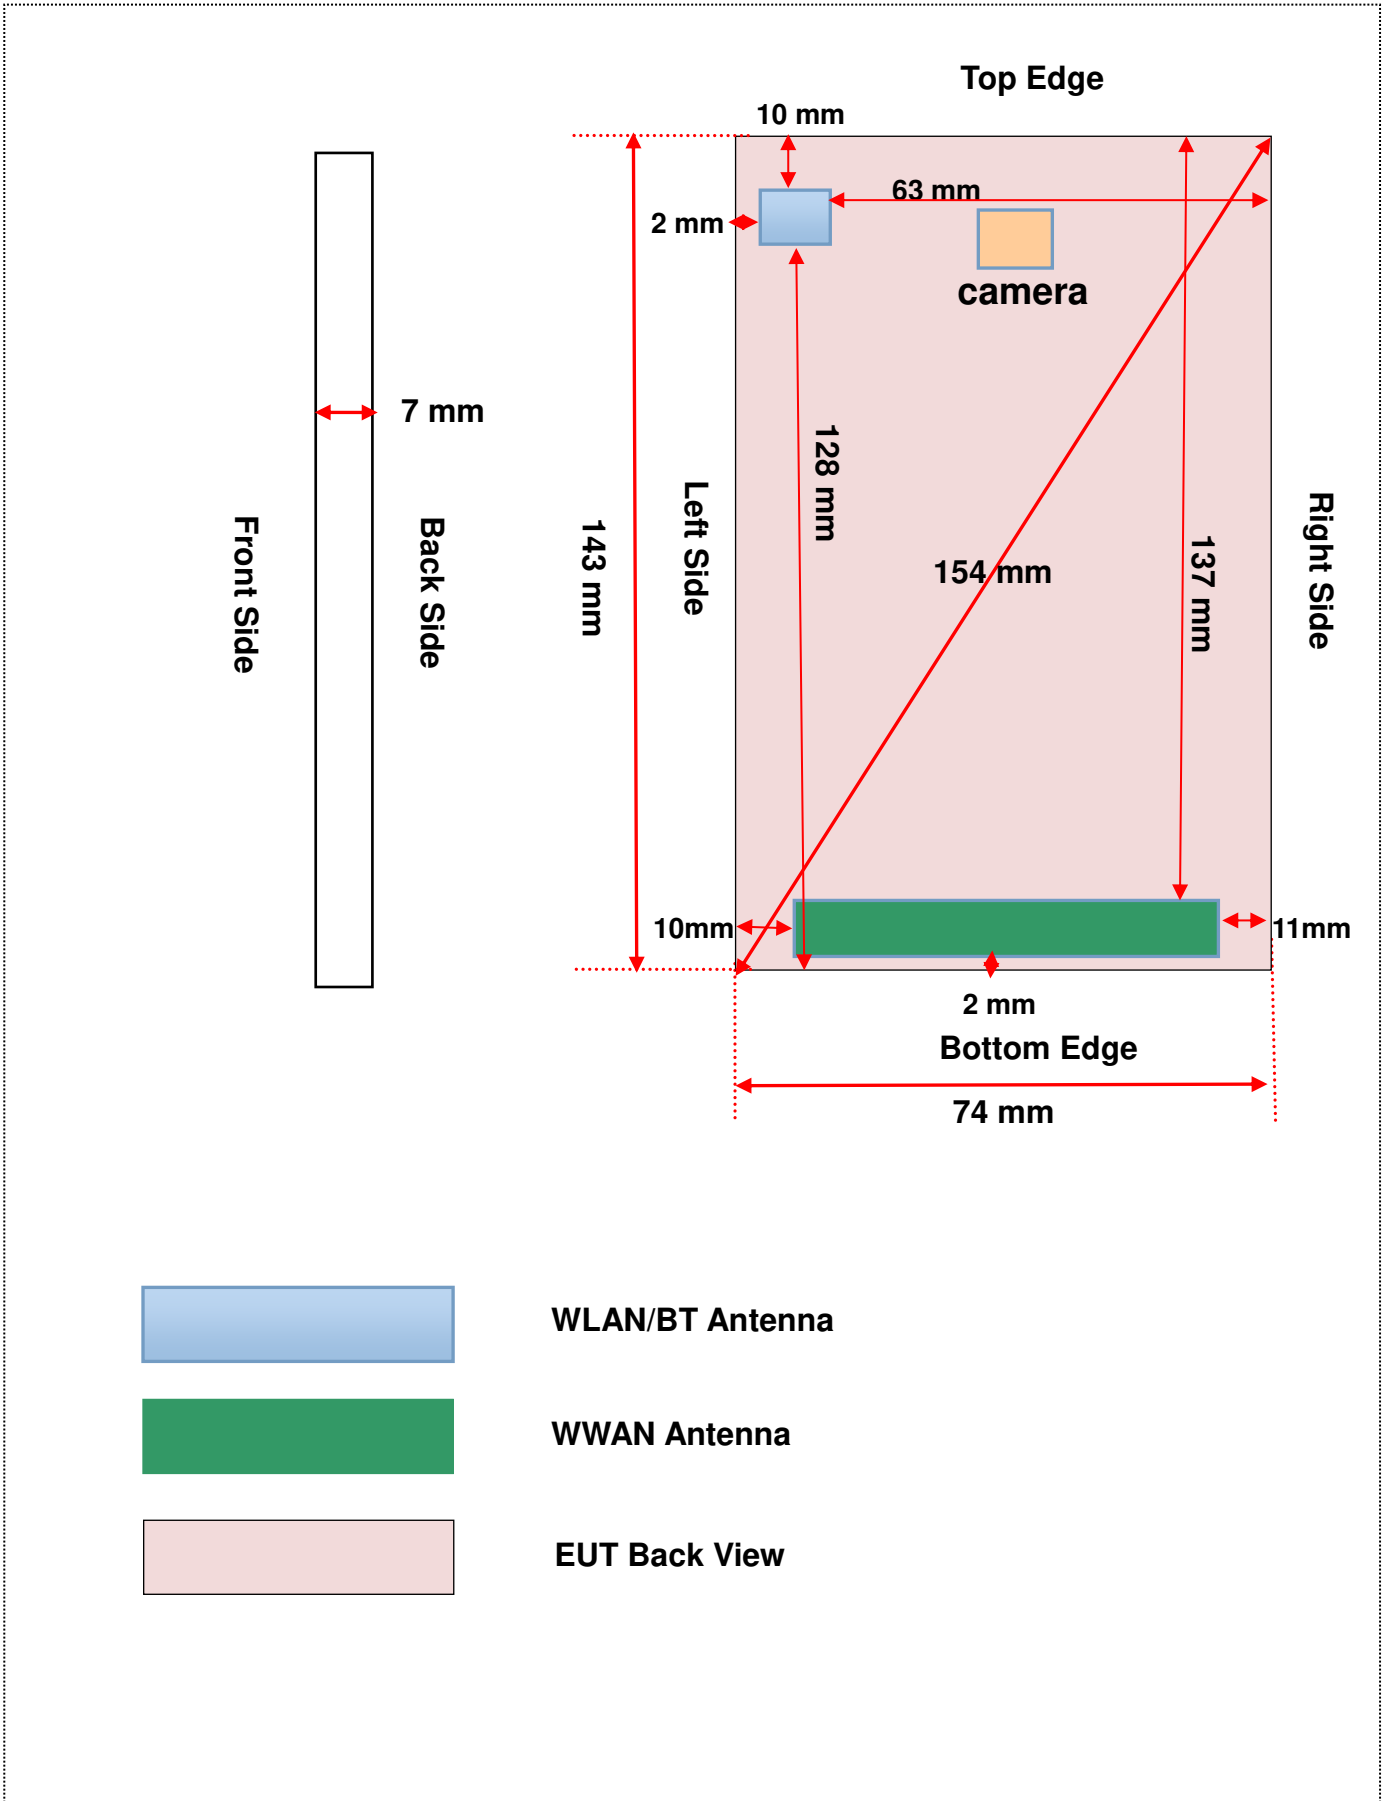 Top Edge
10 mm
63 mm
2 mm
camera
7 mm
128 mm
Left Side
143 mm
Front Side
Back Side
154 mm
137 mm
Right Side
10mm
11mm
2 mm
Bottom Edge
74 mm
WLAN/BT Antenna
WWAN Antenna
EUT Back View